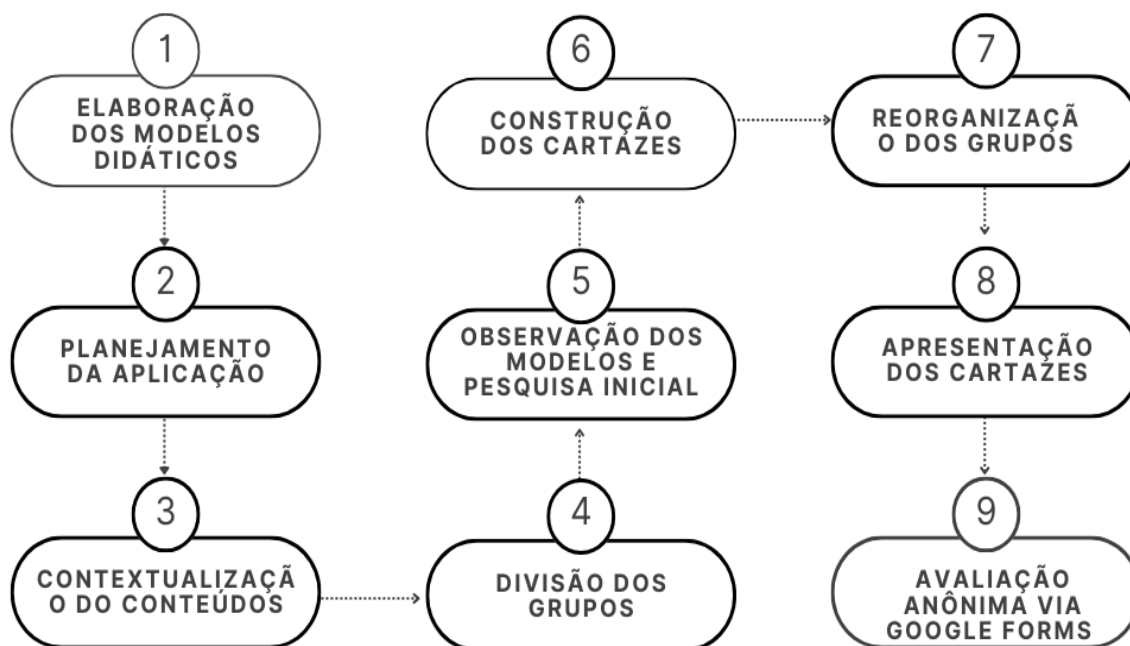 1
ELABORAÇÃO
DOS MODELOS
DIDÁTICOS
2
PLANEJAMENTO
DA APLICAÇÃO
3
CONTEXTUALIZAÇÃ
O DO CONTEÚDOS
4
DIVISÃO DOS
GRUPOS
5
OBSERVAÇÃO DOS
MODELOS E
PESQUISA INICIAL
6
CONSTRUÇÃO
DOS CARTAZES
7
REORGANIZAÇÃ
O DOS GRUPOS
8
APRESENTAÇÃO
DOS CARTAZES
9
AVALIAÇÃO
ANÔNIMA VIA
GOOGLE FORMS